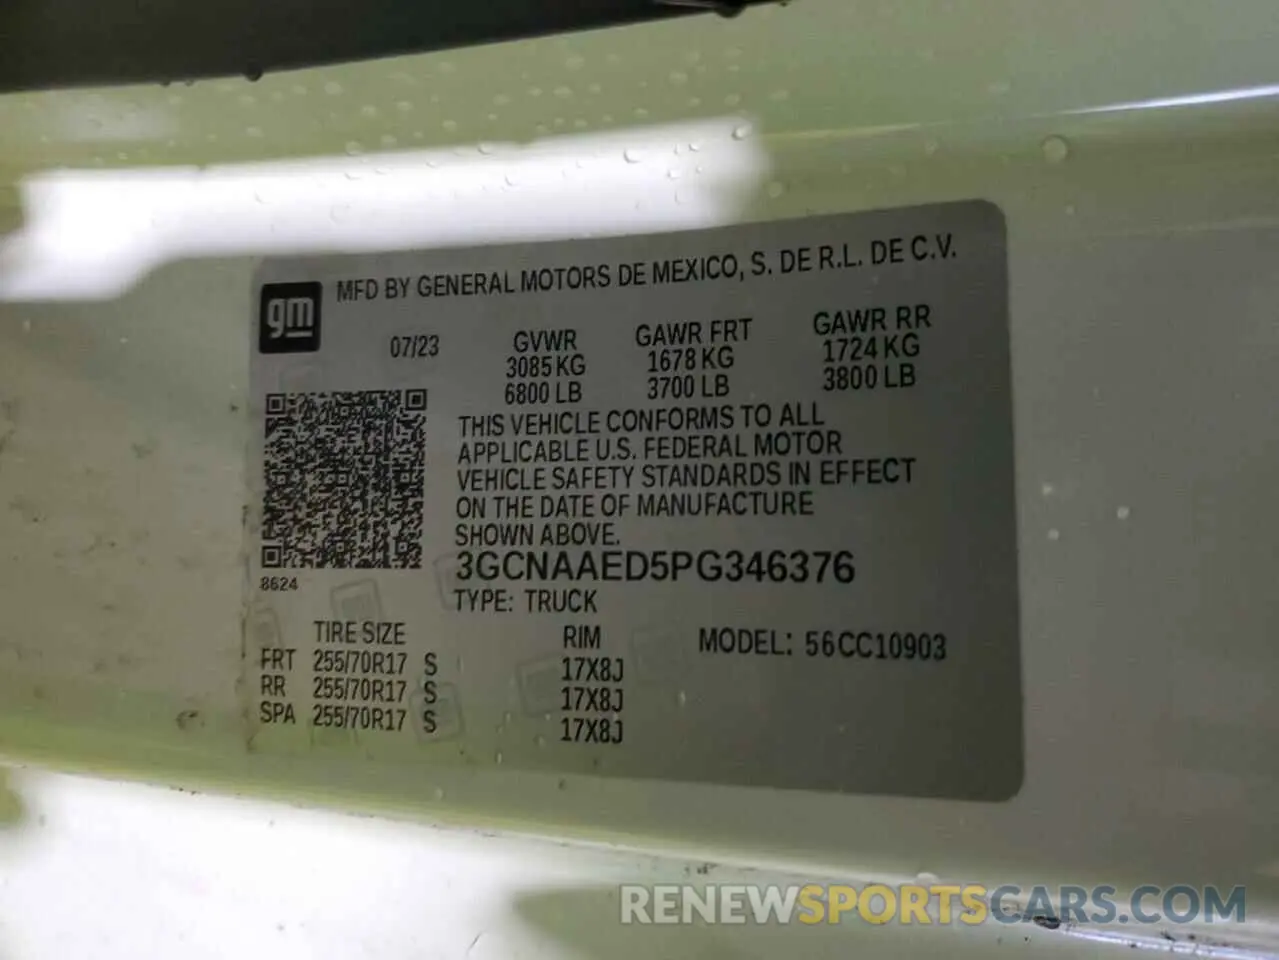 gm
MFD BY GENERAL MOTORS DE MEXICO, S. DE R.L. DE C.V.
07/23 GVWR GAWR FRT GAWR RR
3085 KG 1678 KG 1724 KG
6800 LB 3700 LB 3800 LB
THIS VEHICLE CONFORMS TO ALL
APPLICABLE U.S. FEDERAL MOTOR
VEHICLE SAFETY STANDARDS IN EFFECT
ON THE DATE OF MANUFACTURE
SHOWN ABOVE.
3GCNAAED5PG346376
8624
TYPE: TRUCK
TIRE SIZE RIM MODEL: 56CC10903
FRT 255/70R17 S 17X8J
RR 255/70R17 S 17X8J
SPA 255/70R17 S 17X8J
RENEWSPORTSCARS.COM